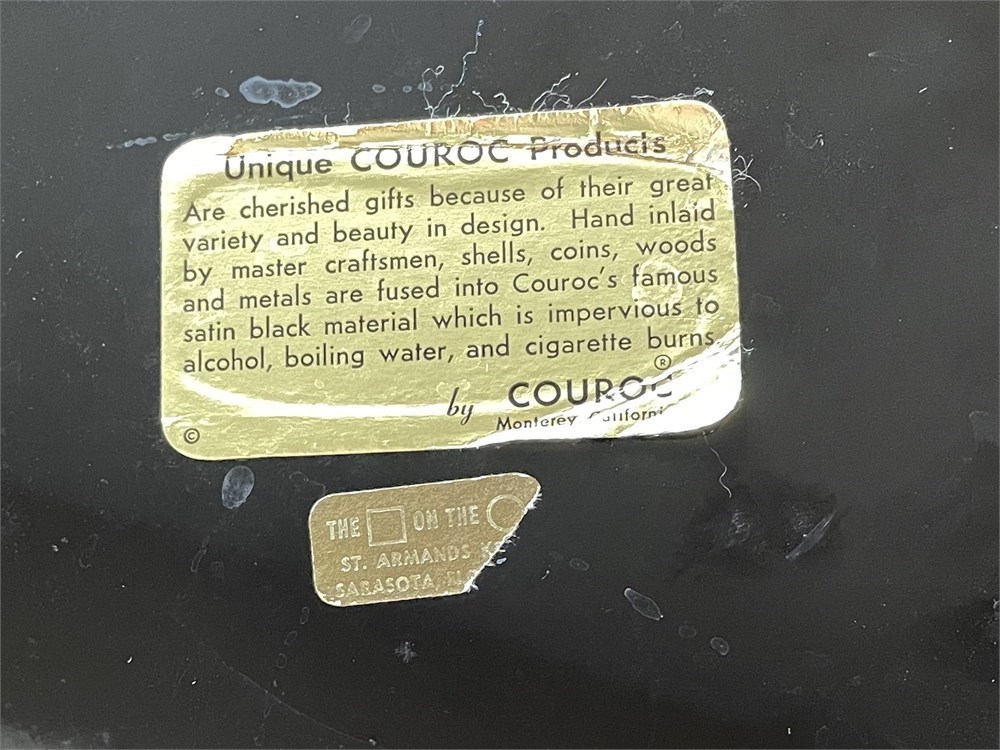 Unique COUROC Products
Are cherished gifts because of their great
variety and beauty in design. Hand inlaid
by master craftsmen, shells, coins, woods
and metals are fused into Couroc's famous
satin black material which is impervious to
alcohol, boiling water, and cigarette burns.
®
by COUROC
Monterey California
©
THE ON THE
ST. ARMANDS
SARASOTA,